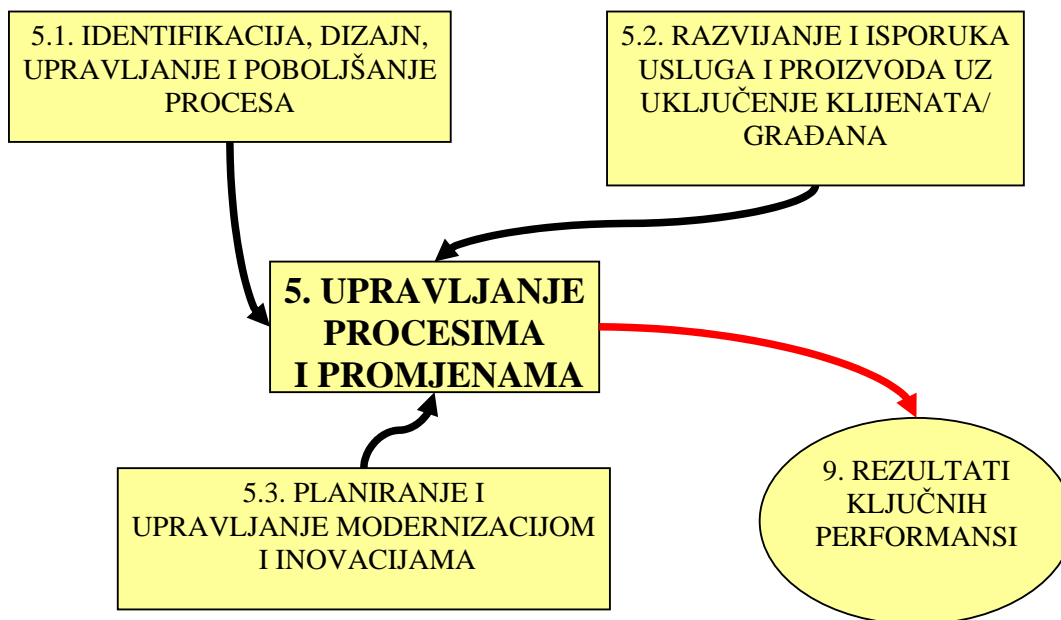 5.1. IDENTIFIKACIJA, DIZAJN,
UPRAVLJANJE I POBOLJŠANJE
PROCESA
5.2. RAZVIJANJE I ISPORUKA
USLUGA I PROIZVODA UZ
UKLJUČENJE KLIJENATA/
GRAĐANA
5. UPRAVLJANJE
PROCESIMA
I PROMJENAMA
5.3. PLANIRANJE I
UPRAVLJANJE MODERNIZACIJOM
I INOVACIJAMA
9. REZULTATI
KLJUČNIH
PERFORMANSI